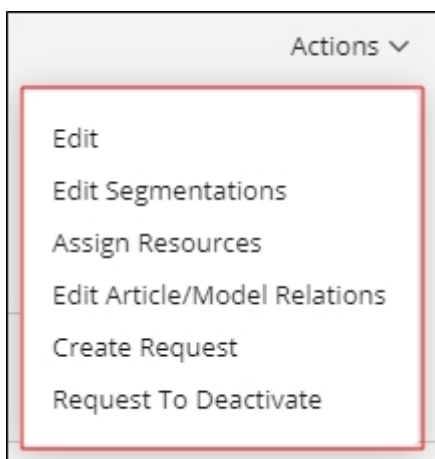 Actions
Edit
Edit Segmentations
Assign Resources
Edit Article/Model Relations
Create Request
Request To Deactivate